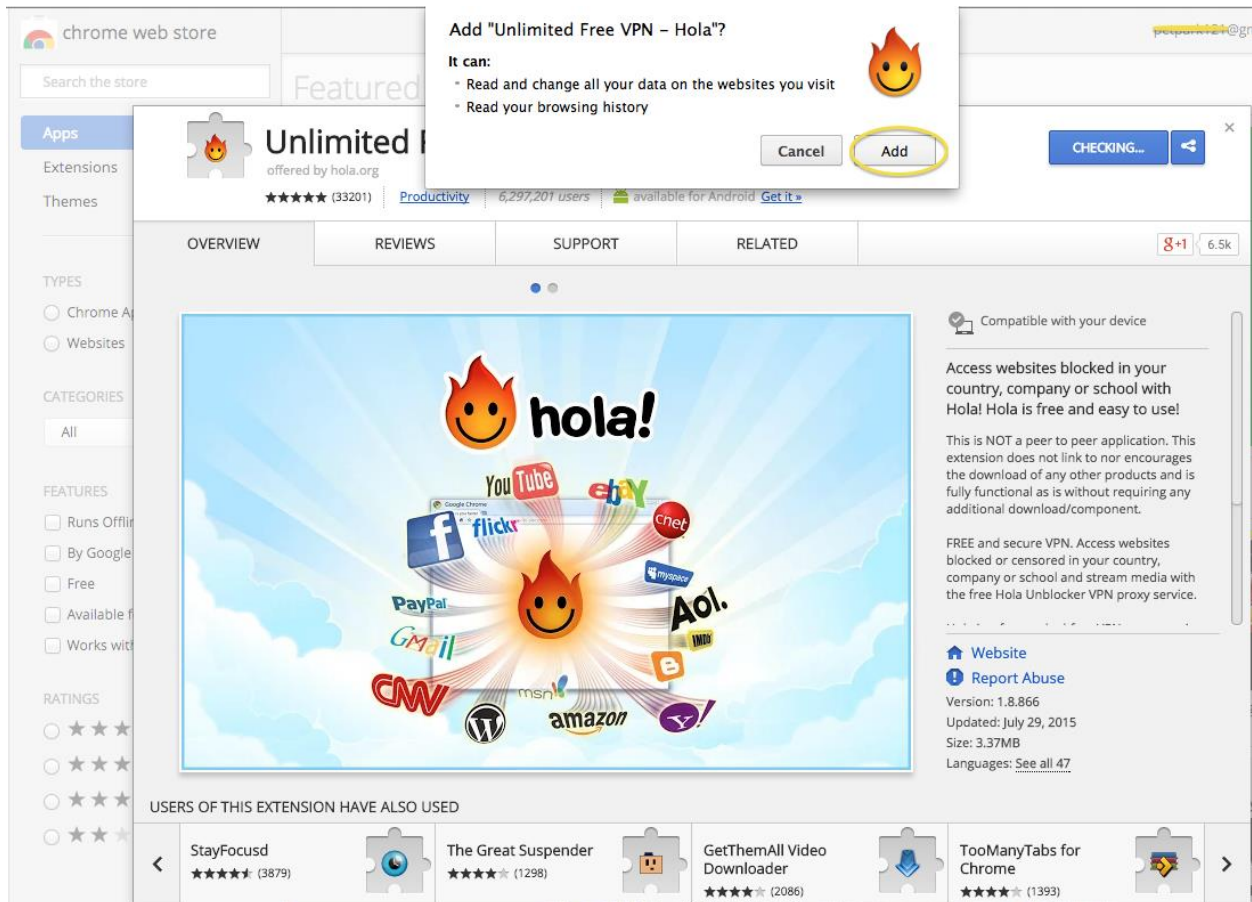 chrome web store
Search the store
Featured
Add "Unlimited Free VPN – Hola"?
It can:
Read and change all your data on the websites you visit
Read your browsing history
Cancel
Add
Apps
Extensions
Themes
TYPES
Websites
CATEGORIES
All
FEATURES
Runs Offlin
By Google
Free
Available f
Works with
RATINGS
Unlimited
offered by hola.org
(33201) Productivity 6,297,201 users available for Android Get it »
CHECKING...
OVERVIEW REVIEWS SUPPORT RELATED
g+1 6.5k
hola!
You Tube
ebay
Google Chrome
flickr
cnet
f
myspace
PayPal
Aol.
IMDb
GMail
CNN
msn
amazon
Y!
Compatible with your device
Access websites blocked in your
country, company or school with
Hola! Hola is free and easy to use!
This is NOT a peer to peer application. This
extension does not link to nor encourages
the download of any other products and is
fully functional as is without requiring any
additional download/component.
FREE and secure VPN. Access websites
blocked or censored in your country,
company or school and stream media with
the free Hola Unblocker VPN proxy service.
Website
Report Abuse
Version: 1.8.866
Updated: July 29, 2015
Size: 3.37MB
Languages: See all 47
USERS OF THIS EXTENSION HAVE ALSO USED
StayFocusd
(3879)
The Great Suspender
(1298)
GetThemAll Video
Downloader
(2086)
TooManyTabs for
Chrome
(1393)